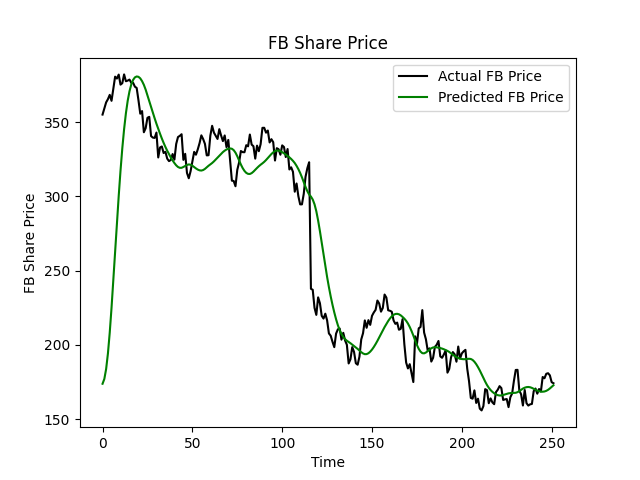 FB Share Price
Actual FB Price
Predicted FB Price
FB Share Price
350
300
250
200
150
0 50 100 150 200 250
Time